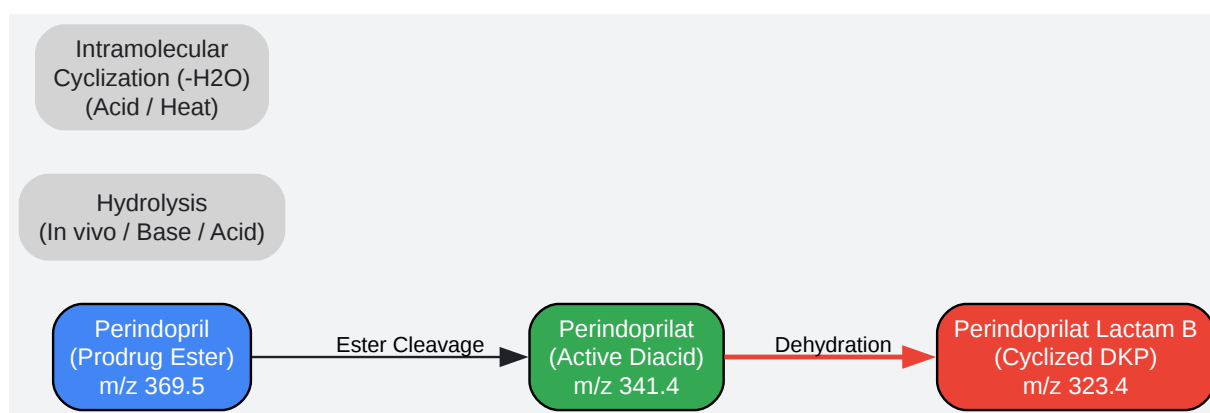 Intramolecular
Cyclization (-H2O)
(Acid / Heat)
Hydrolysis
(In vivo / Base / Acid)
Perindopril
(Prodrug Ester)
m/z 369.5
Ester Cleavage
Perindoprilat
(Active Diacid)
m/z 341.4
Dehydration
Perindoprilat Lactam B
(Cyclized DKP)
m/z 323.4